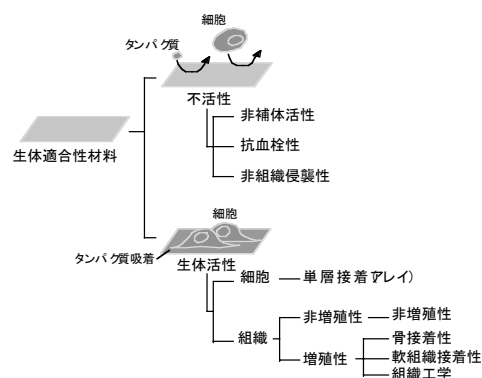 細胞
タンパク質
不活性
非補体活性
抗血栓性
非組織侵襲性
生体適合性材料
細胞
タンパク質吸着
生体活性
細胞
単層接着アレイ)
組織
非増殖性
非増殖性
増殖性
骨接着性
軟組織接着性
組織工学